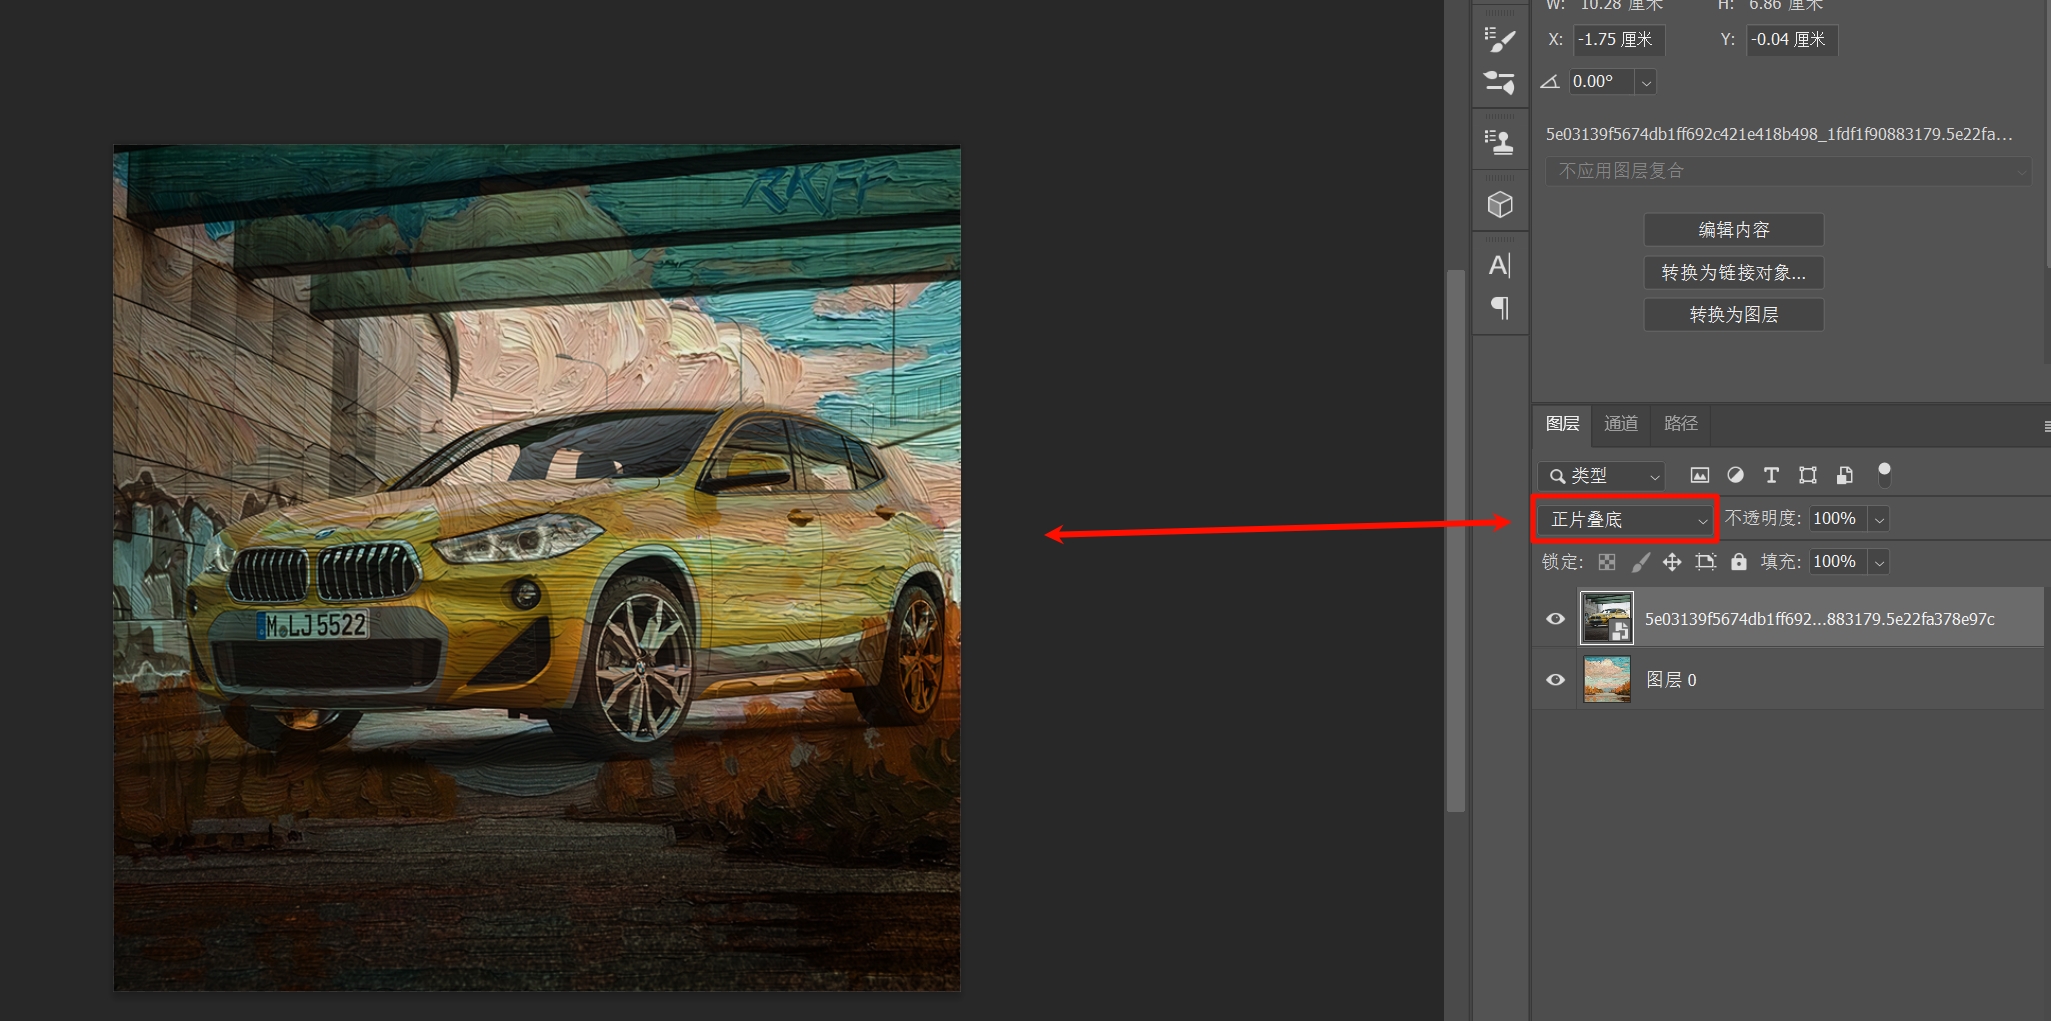 W: 10.28 厘米 H: 6.86 厘米
X: -1.75 厘米 Y: -0.04 厘米
0.00°
5e03139f5674db1ff692c421e418b498_1fdf1f90883179.5e22fa...
不应用图层复合
编辑内容
转换为链接对象...
转换为图层
A
图层 通道 路径
类型
正片叠底 不透明度: 100%
锁定: 填充: 100%
5e03139f5674db1ff692...883179.5e22fa378e97c
图层 0
RKFF
M LJ 5522